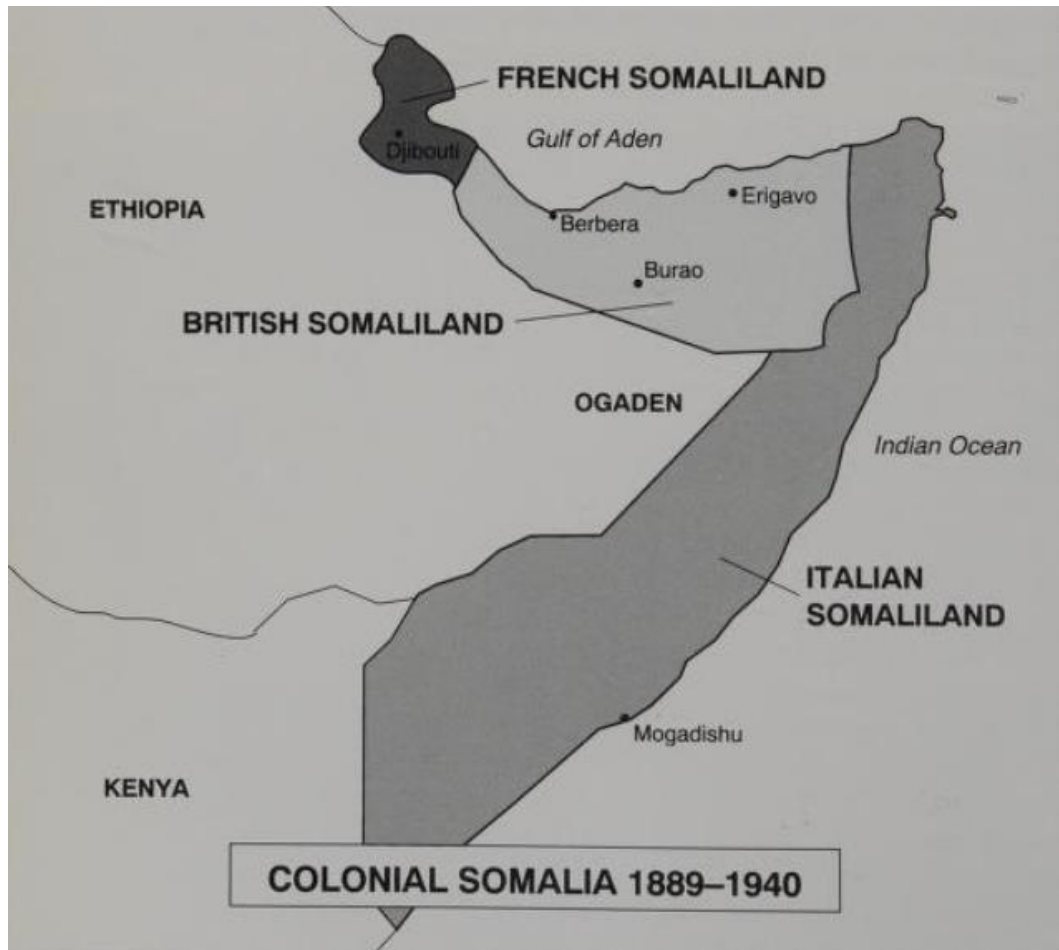 FRENCH SOMALILAND
Gulf of Aden
Djibouti
ETHIOPIA
Erigavo
Berbera
Burao
BRITISH SOMALILAND
OGADEN
Indian Ocean
ITALIAN
SOMALILAND
Mogadishu
KENYA
COLONIAL SOMALIA 1889–1940